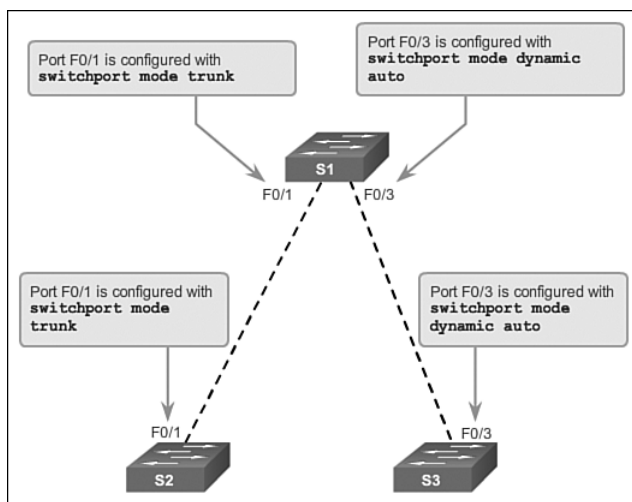 Port F0/1 is configured with
switchport mode trunk
Port F0/3 is configured with
switchport mode dynamic
auto
S1
F0/1
F0/3
Port F0/1 is configured with
switchport mode
trunk
Port F0/3 is configured with
switchport mode
dynamic auto
F0/1
F0/3
S2
S3